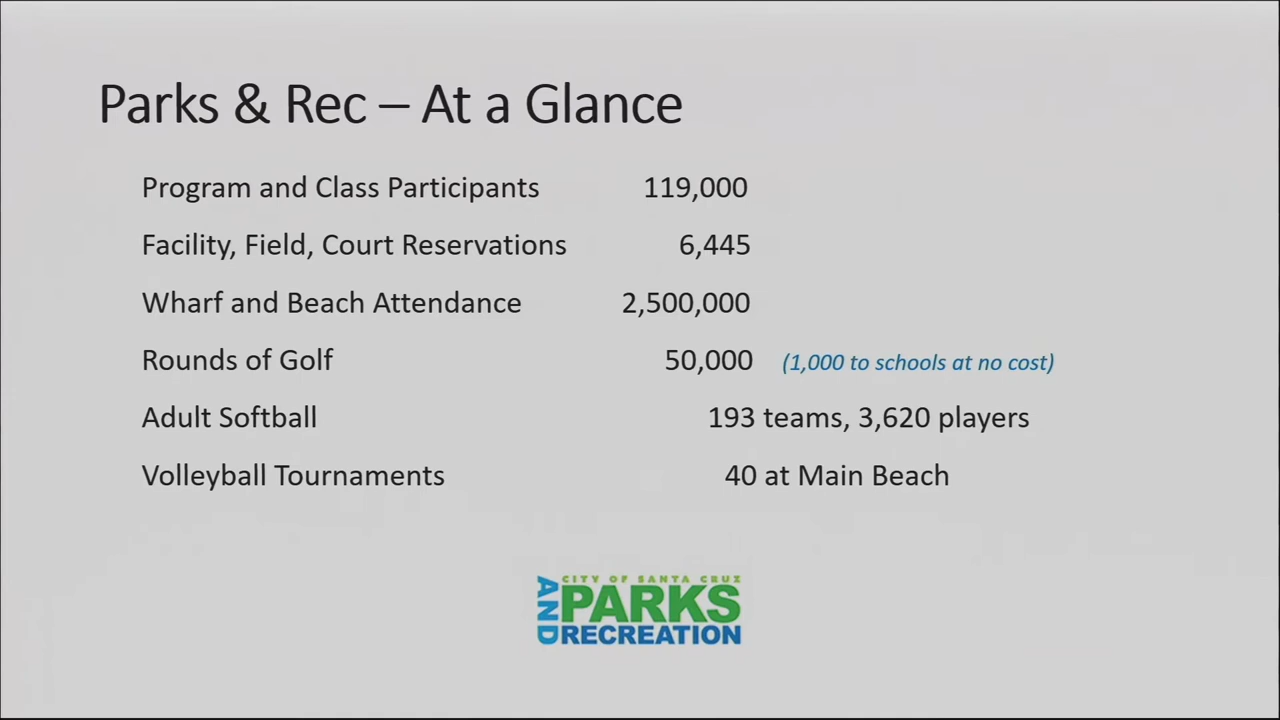 Parks & Rec – At a Glance
Program and Class Participants 119,000
Facility, Field, Court Reservations 6,445
Wharf and Beach Attendance 2,500,000
Rounds of Golf 50,000 (1,000 to schools at no cost)
Adult Softball 193 teams, 3,620 players
Volleyball Tournaments 40 at Main Beach
CITY OF SANTA CRUZ
PARKS
AND
RECREATION